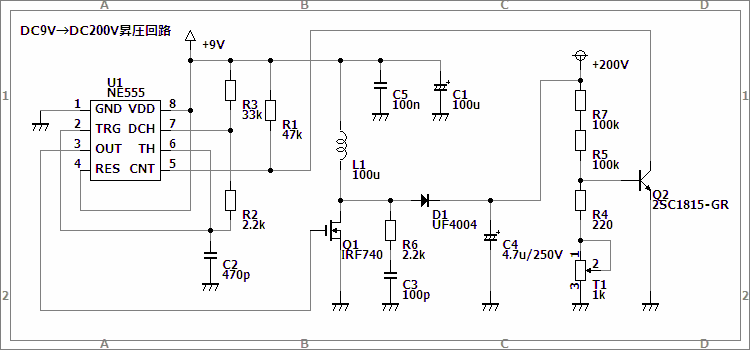 A B C D
DC9V→DC200V昇圧回路
+9V
+200V
U1
NE555
1 GND VDD 8
2 TRG DCH 7
3 OUT TH 6
4 RES CNT 5
R3
33k
R1
47k
C5
100n
C1
100u
R7
100k
R5
100k
1
1
L1
100u
Q2
2SC1815-GR
R2
2.2k
D1
UF4004
R4
220
Q1
IRF740
R6
2.2k
C4
4.7u/250V
C2
470p
C3
100p
1
2
3
T1
1k
2
2
A B C D